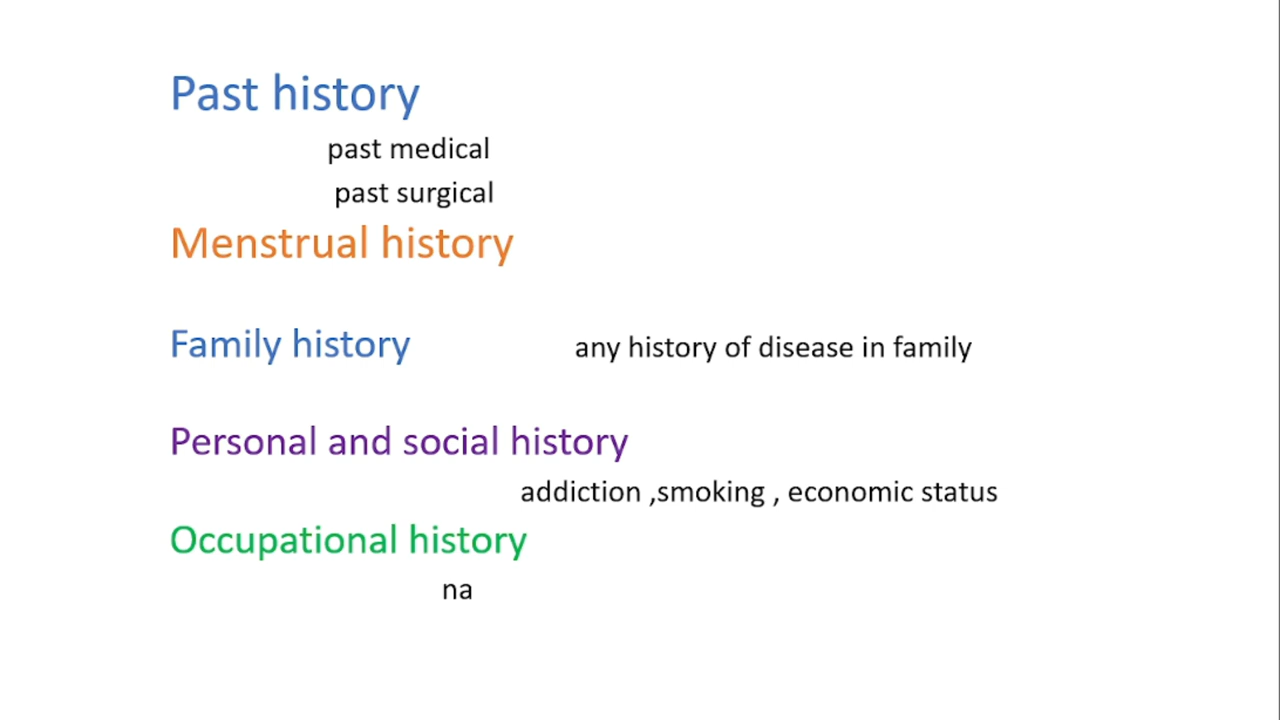 Past history
past medical
past surgical
Menstrual history
Family history any history of disease in family
Personal and social history
addiction ,smoking , economic status
Occupational history
na